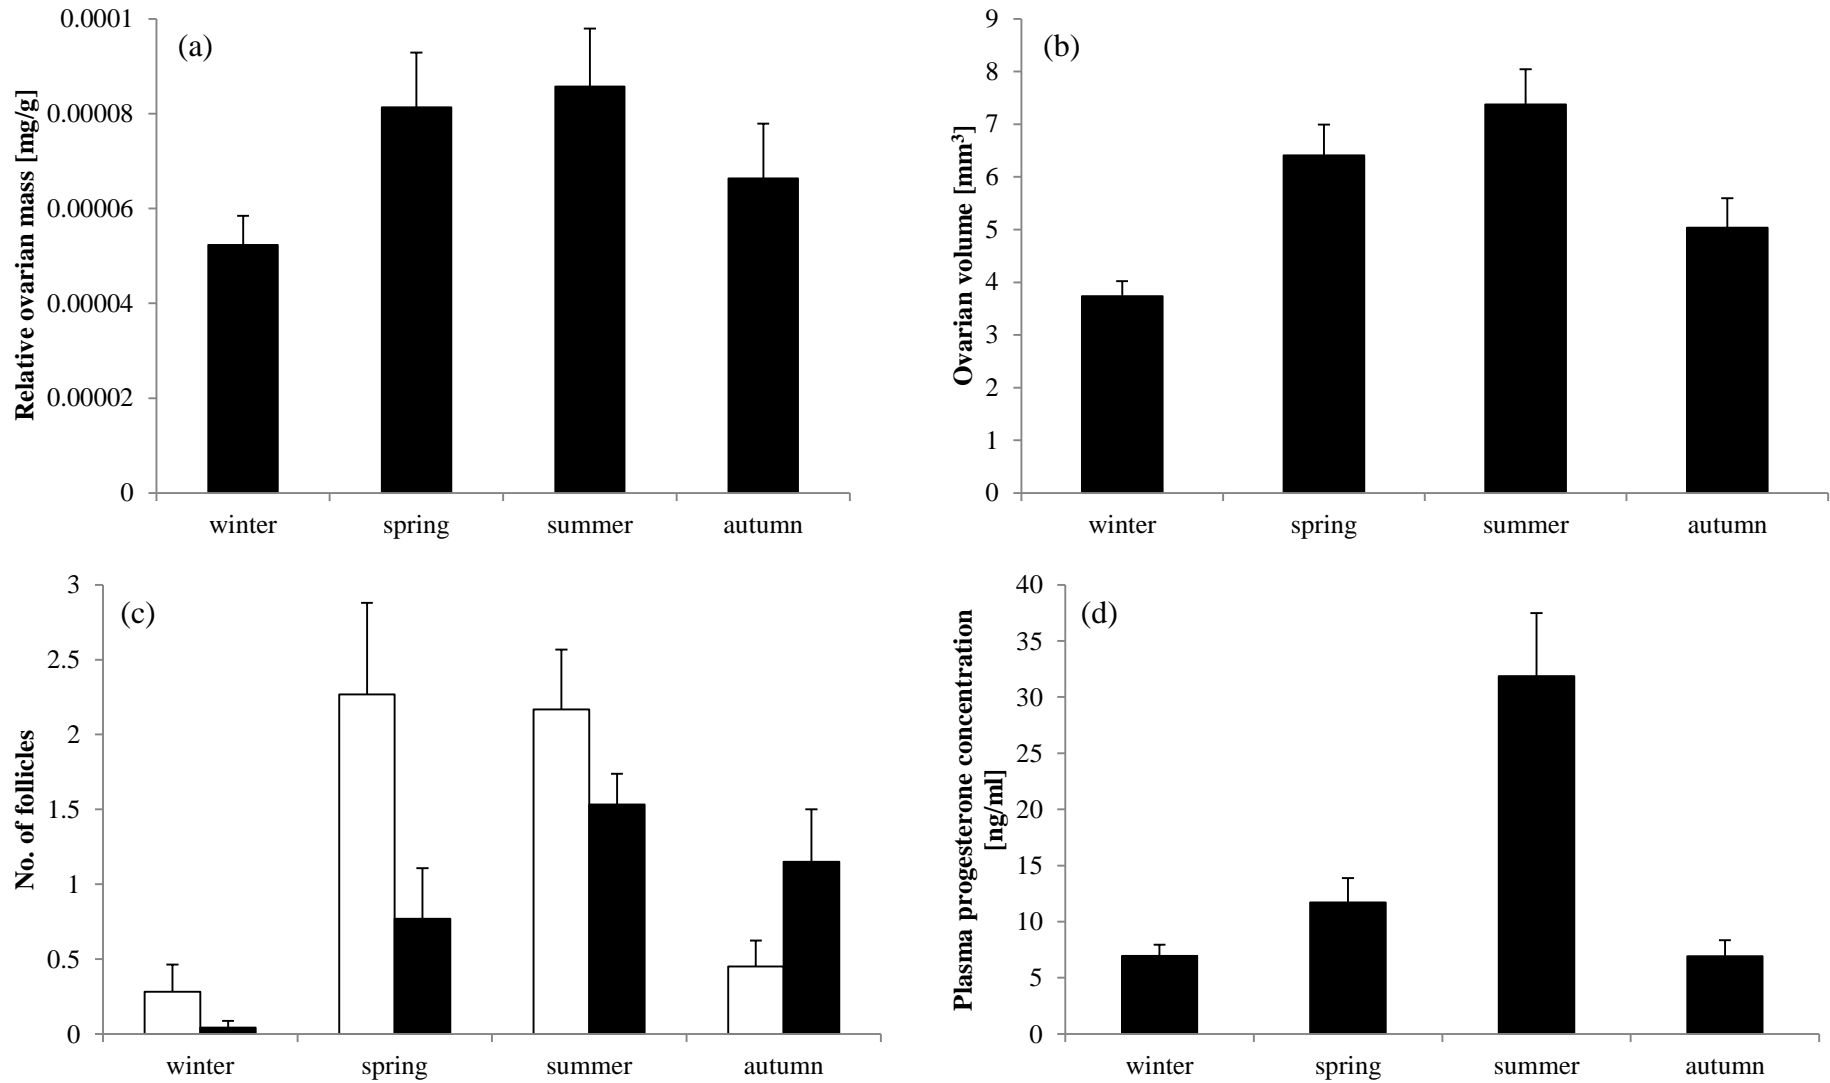 (a)
Relative ovarian mass [mg/g]
0.0001
0.00008
0.00006
0.00004
0.00002
0
winter spring summer autumn
(b)
Ovarian volume [mm³]
9
8
7
6
5
4
3
2
1
0
winter spring summer autumn
(c)
No. of follicles
3
2.5
2
1.5
1
0.5
0
winter spring summer autumn
(d)
Plasma progesterone concentration
[ng/ml]
40
35
30
25
20
15
10
5
0
winter spring summer autumn